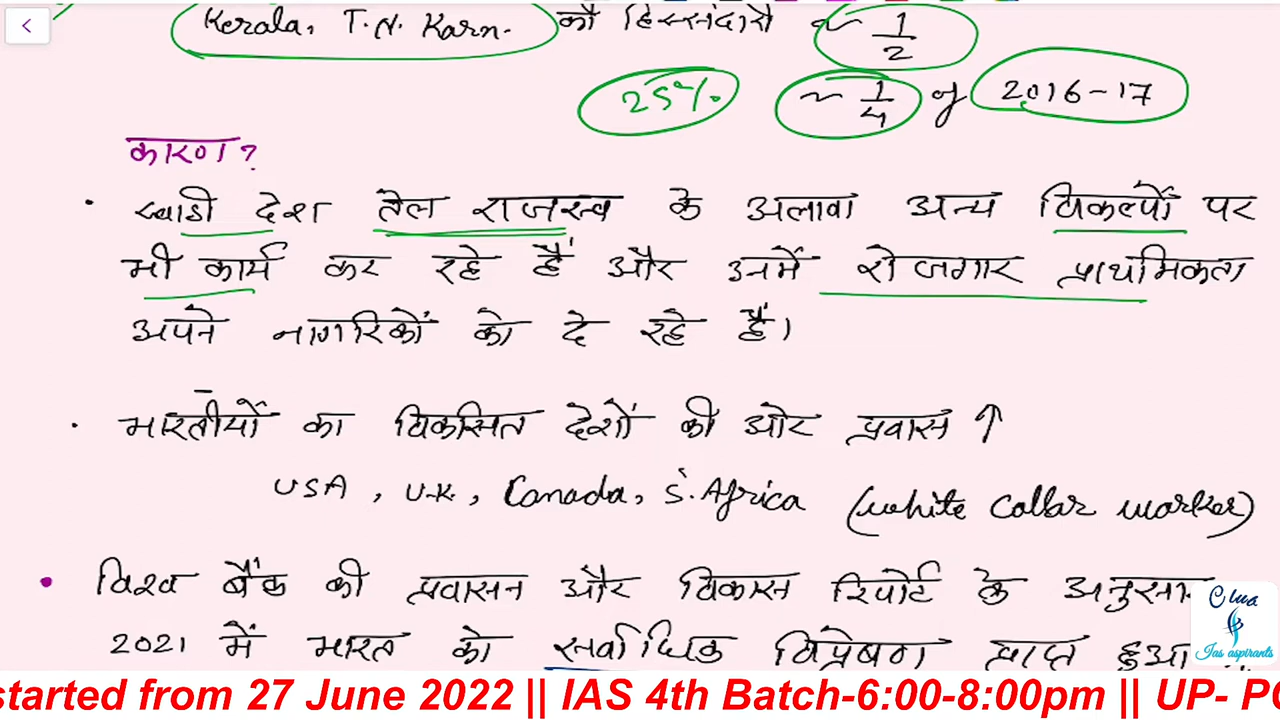 Kerala, T.N. Karn. की हिस्सेदारी ~ 1/2
25% ~ 1/4 of 2016-17
कारण?
• खाडी देश तेल राजस्व के अलावा अन्य विकल्पों पर
भी कार्य कर रहे हैं और उनमें रोजगार प्राथमिकता
अपने नागरिकों को दे रहे हैं।
• भारतीयों का विकसित देशों की ओर प्रवास ↑
USA, U.K., Canada, S. Africa (white collar worker)
• विश्व बैंक की प्रवासन और विकास रिपोर्ट के अनुसार
2021 में भारत को सर्वाधिक विप्रेषण प्राप्त हुआ
Ias aspirants
started from 27 June 2022 || IAS 4th Batch-6:00-8:00pm || UP- PC